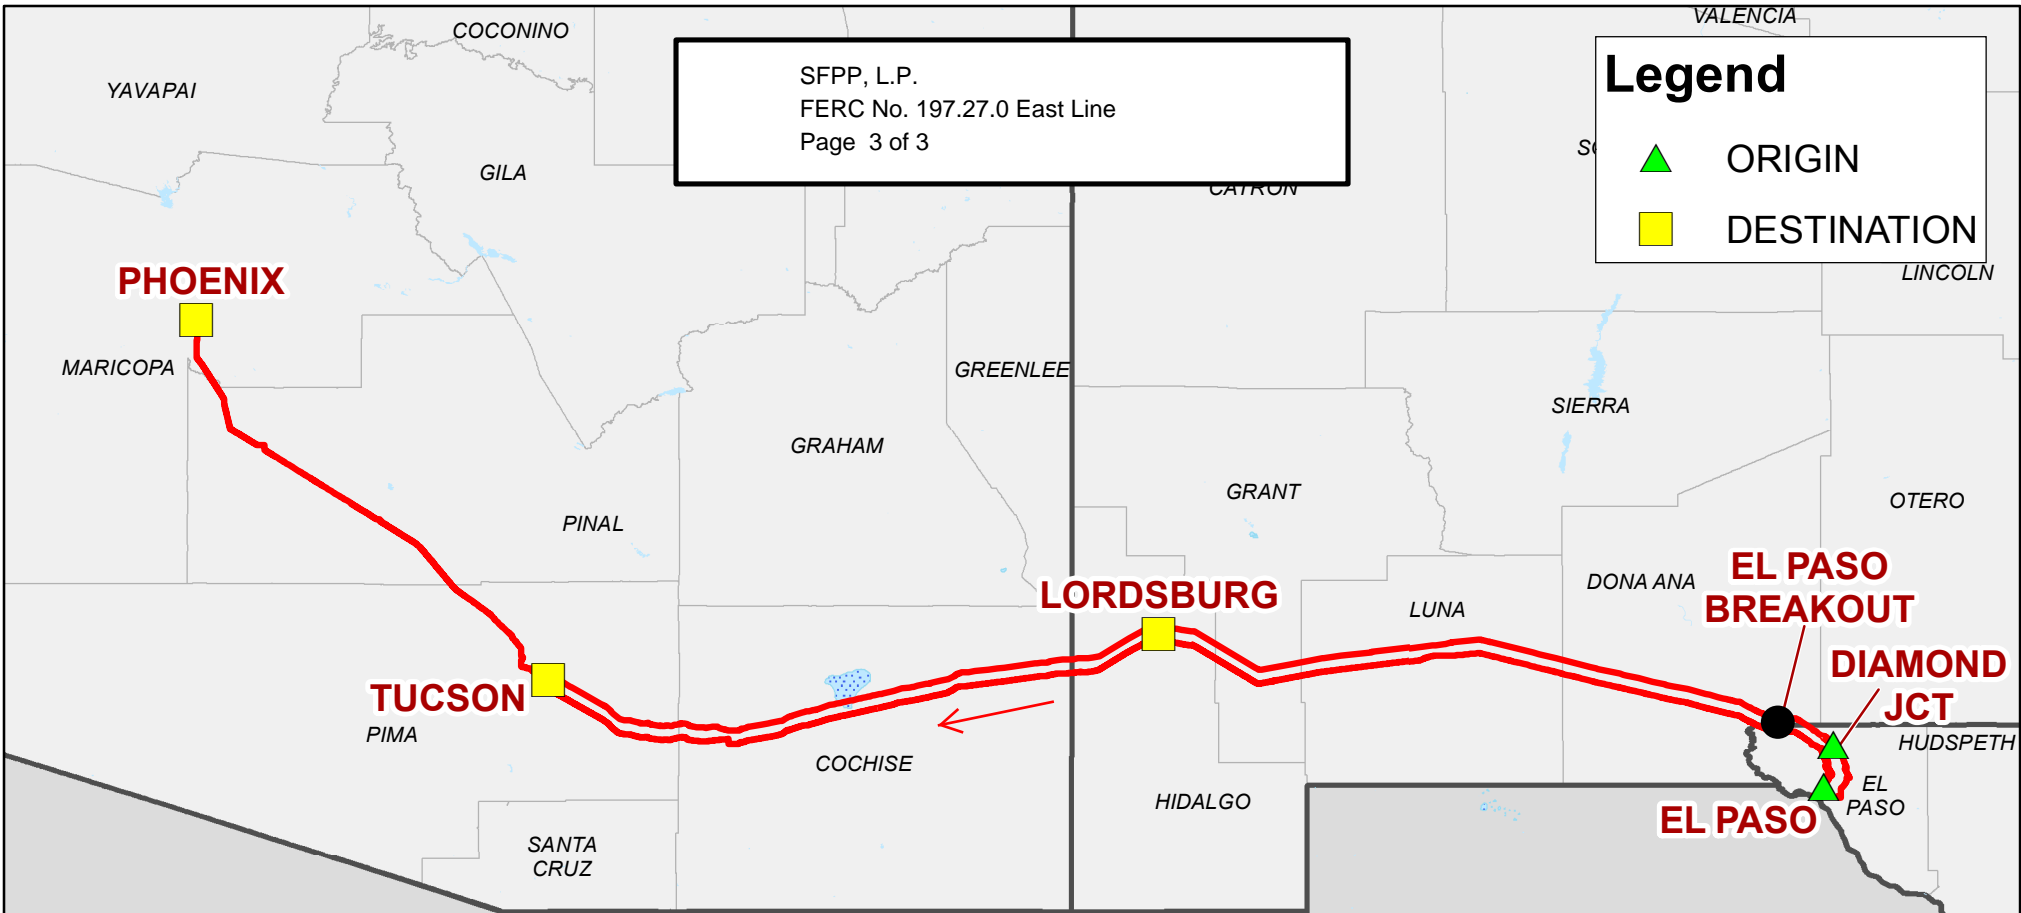 COCONINO
VALENCIA
YAVAPAI
SFPP, L.P.
FERC No. 197.27.0 East Line
Page 3 of 3
Legend
ORIGIN
DESTINATION
GILA
CATRON
LINCOLN
PHOENIX
MARICOPA
GREENLEE
SIERRA
GRAHAM
GRANT
OTERO
PINAL
EL PASO
BREAKOUT
DONA ANA
LORDSBURG
LUNA
DIAMOND
JCT
TUCSON
PIMA
HUDSPETH
COCHISE
HIDALGO
EL
PASO
EL PASO
SANTA
CRUZ